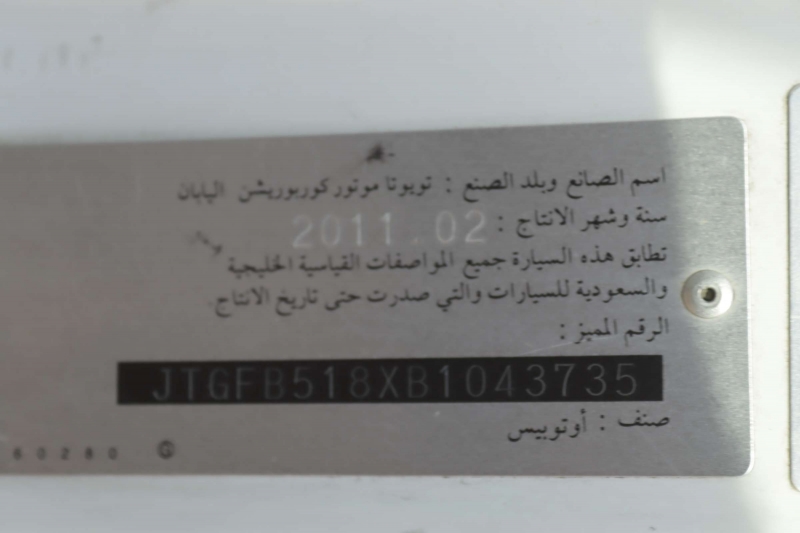 اسم الصانع وبلد الصنع : تويوتا موتور كوربوريشن اليابان
سنة وشهر الانتاج : 2011.02
تطابق هذه السيارة جميع المواصفات القياسية الخليجية
والسعودية للسيارات والتي صدرت حتى تاريخ الانتاج
الرقم المميز :
JTGFB518XB1043735
صنف : أوتوبيس
60280 G